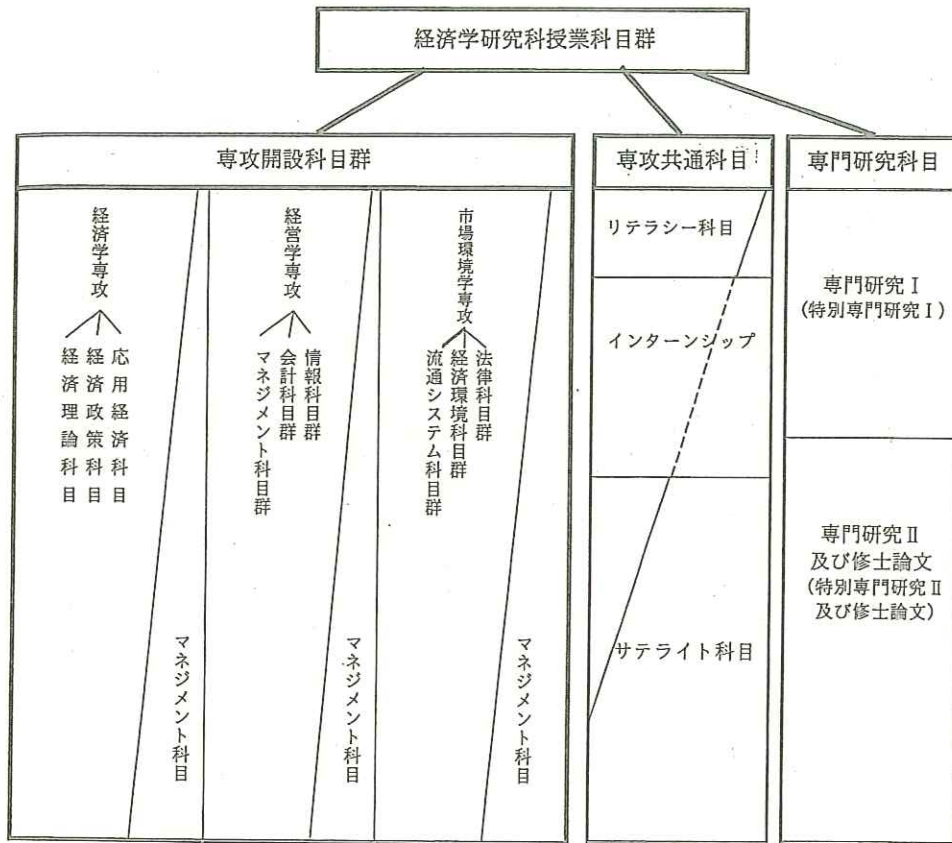 経済学研究科授業科目群
専攻開設科目群
経済学専攻
経済理論科目
経済政策科目
応用経済科目
マネジメント科目
経営学専攻
マネジメント科目群
会計科目群
情報科目群
マネジメント科目
市場環境学専攻
流通システム科目群
経済環境科目群
法律科目群
マネジメント科目
専攻共通科目
リテラシー科目
インターンシップ
サテライト科目
専門研究科目
専門研究Ⅰ
(特別専門研究Ⅰ)
専門研究Ⅱ
及び修士論文
(特別専門研究Ⅱ
及び修士論文)